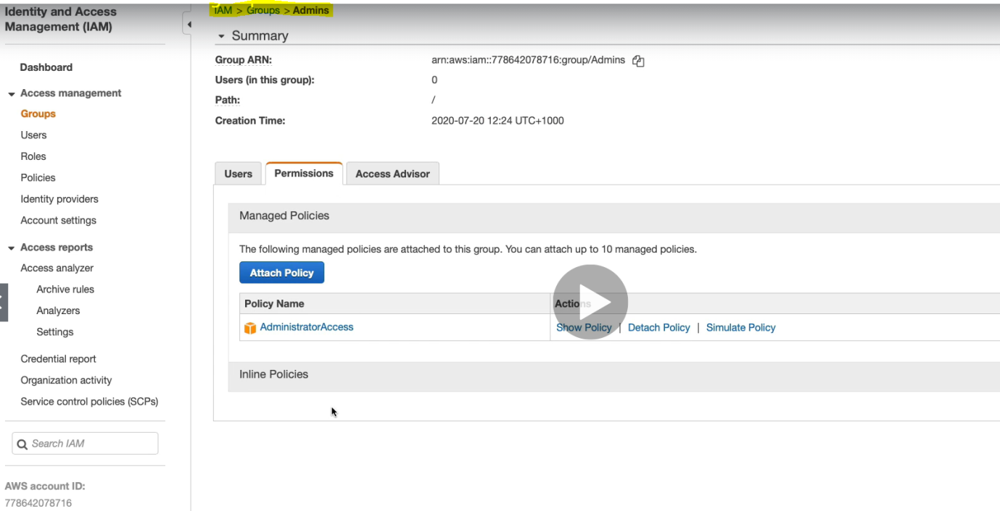 Identity and Access
Management (IAM)
Dashboard
Access management
Groups
Users
Roles
Policies
Identity providers
Account settings
Access reports
Access analyzer
Archive rules
Analyzers
Settings
Credential report
Organization activity
Service control policies (SCPs)
Search IAM
AWS account ID:
778642078716
IAM > Groups > Admins
Summary
Group ARN: arn:aws:iam::778642078716:group/Admins
Users (in this group): 0
Path: /
Creation Time: 2020-07-20 12:24 UTC+1000
Users Permissions Access Advisor
Managed Policies
The following managed policies are attached to this group. You can attach up to 10 managed policies.
Attach Policy
Policy Name Actions
AdministratorAccess Show Policy | Detach Policy | Simulate Policy
Inline Policies